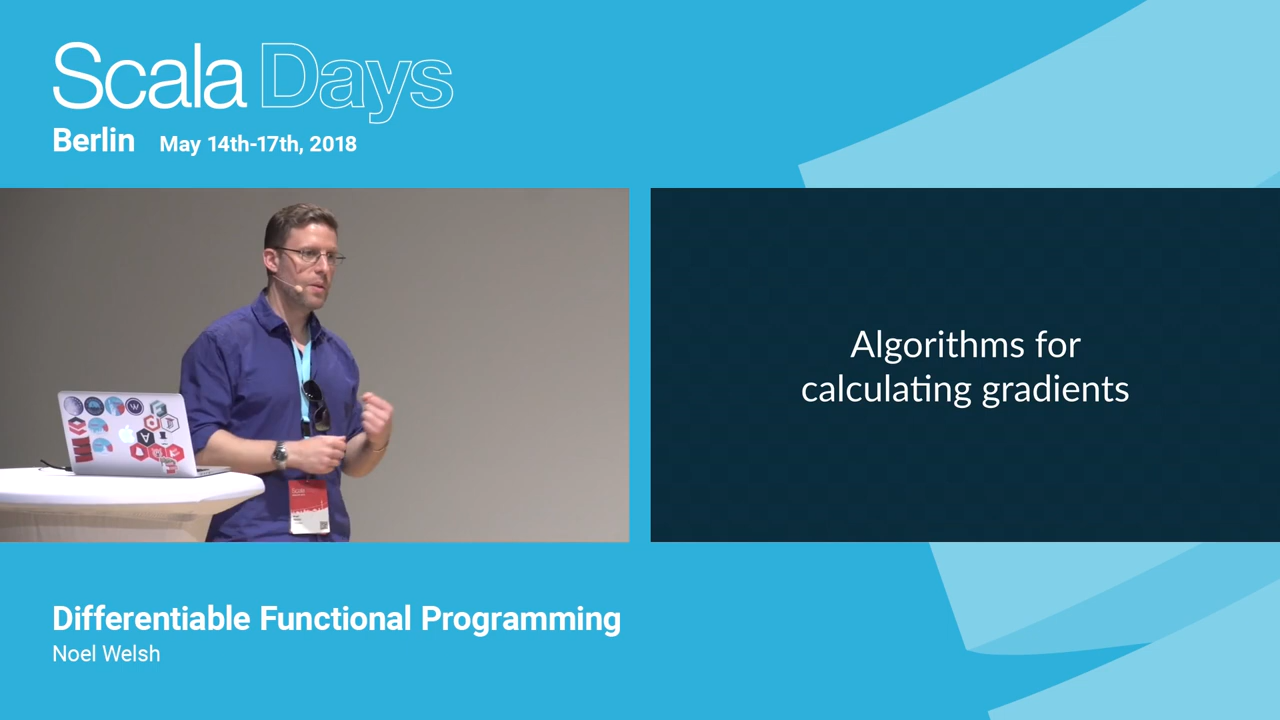 Scala Days
Berlin May 14th-17th, 2018
Algorithms for
calculating gradients
Differentiable Functional Programming
Noel Welsh